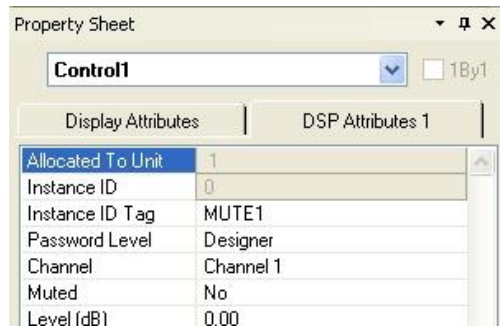 Property Sheet
Control1
1By1
Display Attributes
DSP Attributes 1
Allocated To Unit 1
Instance ID 0
Instance ID Tag MUTE1
Password Level Designer
Channel Channel 1
Muted No
Level (dB) 0.00